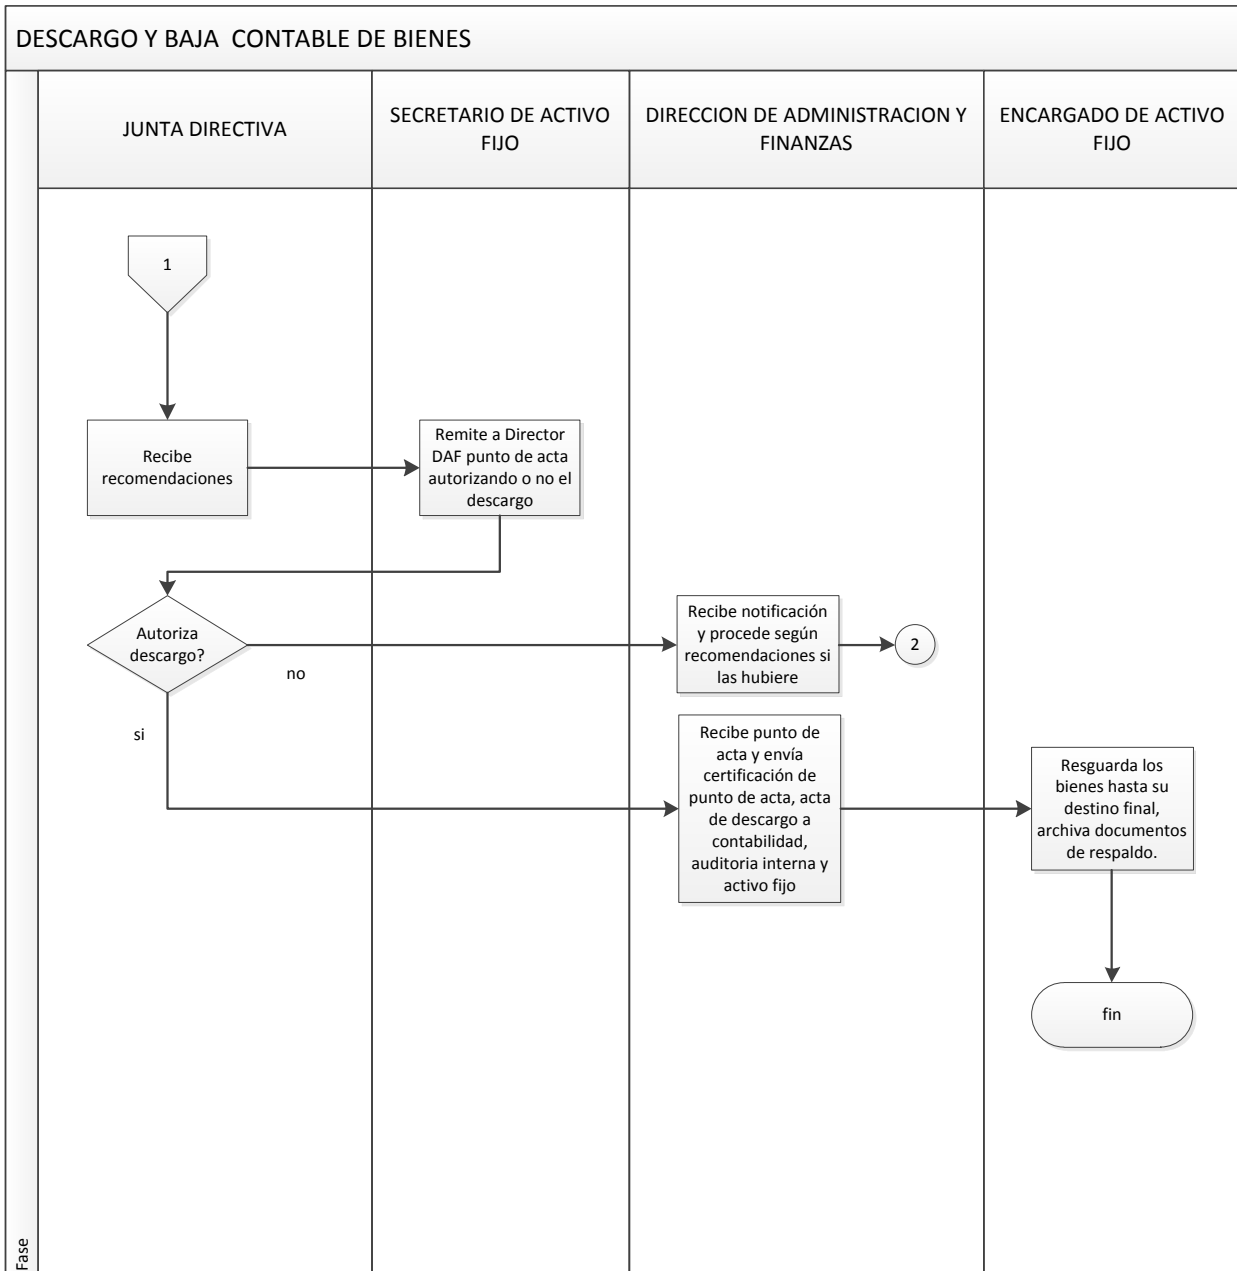 DESCARGO Y BAJA  CONTABLE DE BIENES
JUNTA DIRECTIVA
SECRETARIO DE ACTIVO
FIJO
DIRECCION DE ADMINISTRACION Y
FINANZAS
ENCARGADO DE ACTIVO
FIJO
1
Recibe
recomendaciones
Remite a Director
DAF punto de acta
autorizando o no el
descargo
Autoriza
descargo?
no
si
Recibe notificación
y procede según
recomendaciones si
las hubiere
2
Recibe punto de
acta y envía
certificación de
punto de acta, acta
de descargo a
contabilidad,
auditoria interna y
activo fijo
Resguarda los
bienes hasta su
destino final,
archiva documentos
de respaldo.
fin
Fase